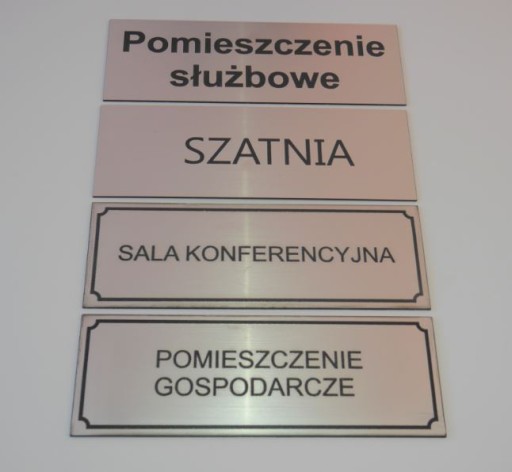 Pomieszczenie
służbowe
SZATNIA
SALA KONFERENCYJNA
POMIESZCZENIE
GOSPODARCZE